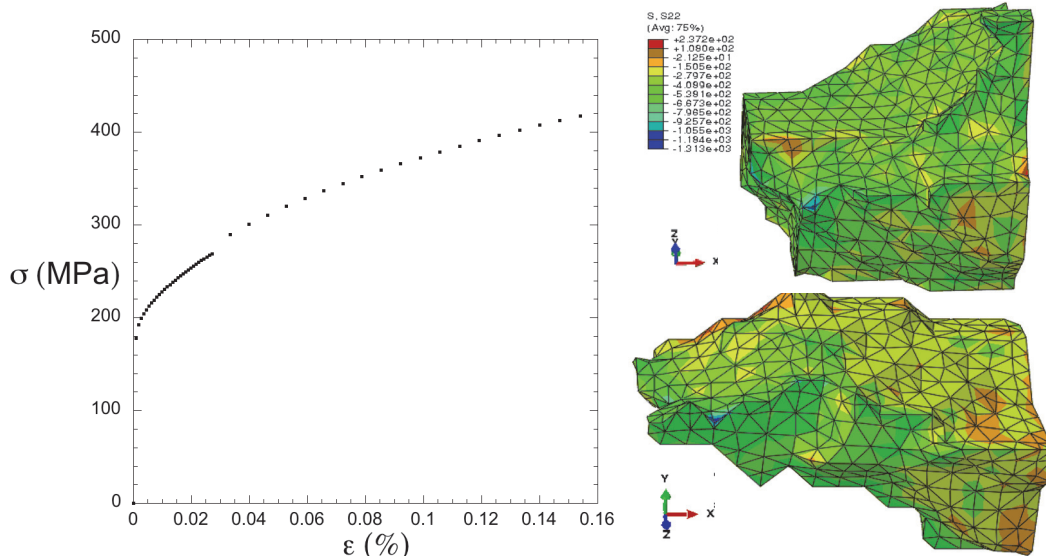 500
400
300
σ (MPa)
200
100
0
0 0.02 0.04 0.06 0.08 0.1 0.12 0.14 0.16
ε (%)
S, S22
(Avg: 75%)
+2.372e+02
+1.080e+02
-2.125e+01
-1.505e+02
-2.797e+02
-4.089e+02
-5.381e+02
-6.673e+02
-7.965e+02
-9.257e+02
-1.055e+03
-1.184e+03
-1.313e+03
Z
Y
X
Y
X
Z